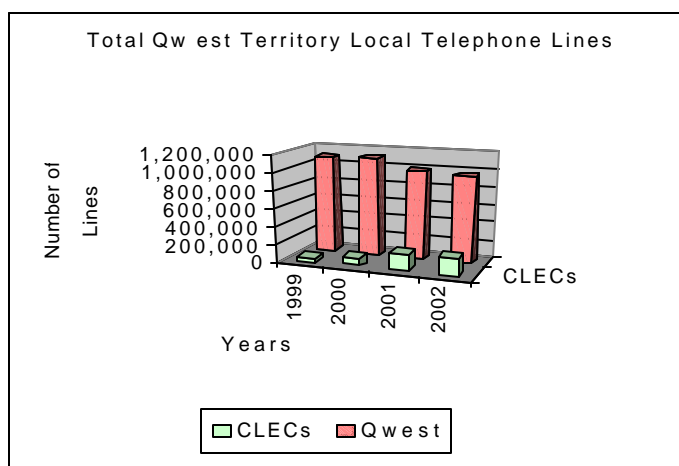 Total Qw est Territory Local Telephone Lines
Number of
Lines
1,200,000
1,000,000
800,000
600,000
400,000
200,000
0
1999
2000
2001
2002
CLECs
Years
CLECs
Qwest